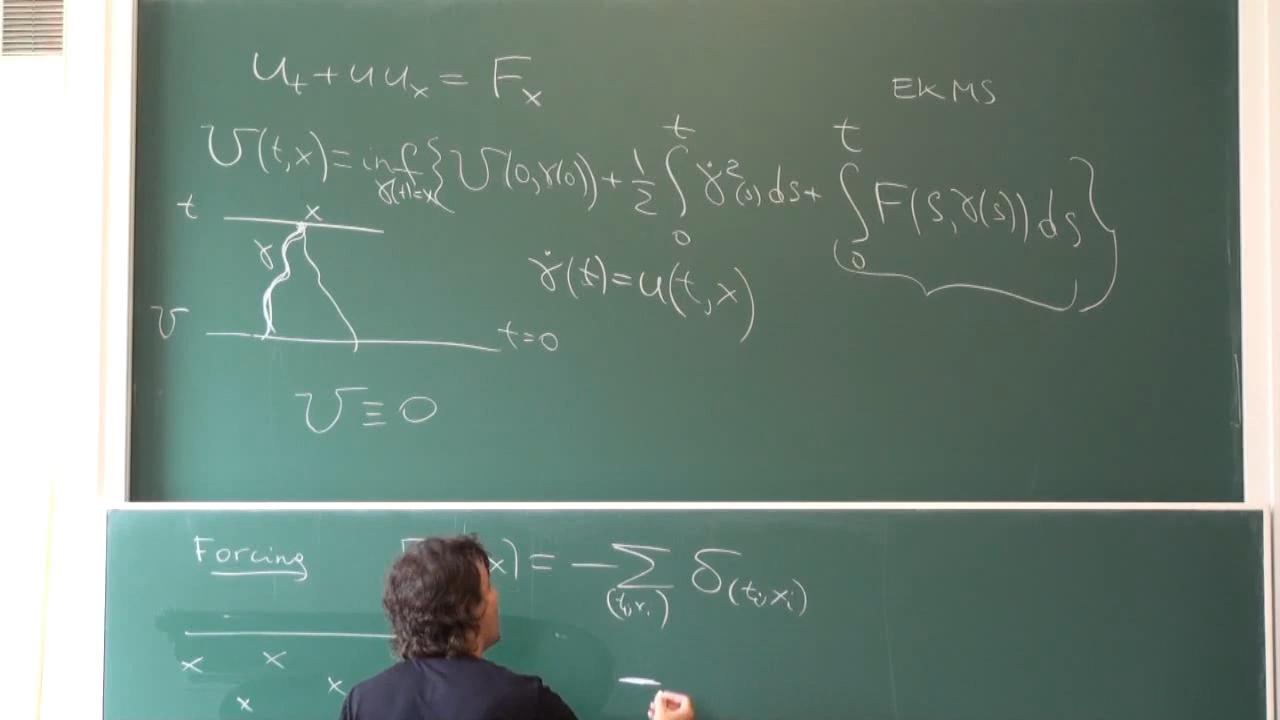 u_t + u u_x = F_x
EKMS
U(t,x) = inf_{γ(t)=x} { U(0,γ(0)) + 1/2 ∫_0^t γ̇²(s) ds + ∫_0^t F(s,γ(s)) ds }
t x
γ
γ̇(t) = u(t,x)
U t=0
U ≡ 0
Forcing x) = −∑_{(t_i,x_i)} δ_{(t_i,x_i)}
x x
x x
−